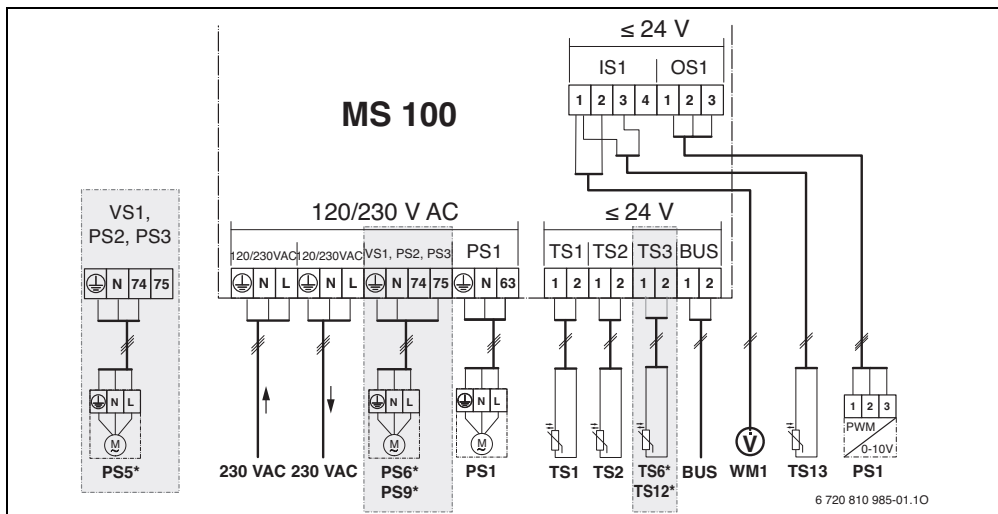 ≤ 24 V
IS1 OS1
1 2 3 4 1 2 3
MS 100
VS1,
PS2, PS3
N 74 75
120/230 V AC
120/230VAC 120/230VAC VS1, PS2, PS3 PS1
N L N L N 74 75 N 63
≤ 24 V
TS1 TS2 TS3 BUS
1 2 1 2 1 2 1 2
N L
M
PS5*
230 VAC 230 VAC
N L
M
PS6*
PS9*
N L
M
PS1
TS1 TS2 TS6*
TS12*
BUS
V̇
WM1
TS13
1 2 3
PWM
0-10V
PS1
6 720 810 985-01.1O